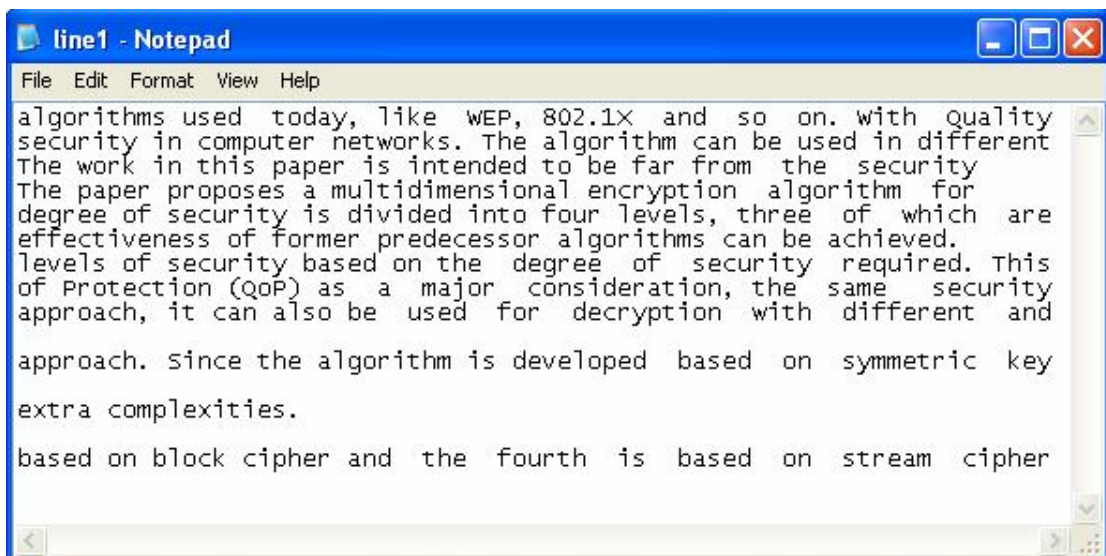 line1 - Notepad
File Edit Format View Help
algorithms used today, like WEP, 802.1X and so on. With Quality
security in computer networks. The algorithm can be used in different
The work in this paper is intended to be far from the security
The paper proposes a multidimensional encryption algorithm for
degree of security is divided into four levels, three of which are
effectiveness of former predecessor algorithms can be achieved.
levels of security based on the degree of security required. This
of Protection (QoP) as a major consideration, the same security
approach, it can also be used for decryption with different and
approach. Since the algorithm is developed based on symmetric key
extra complexities.
based on block cipher and the fourth is based on stream cipher